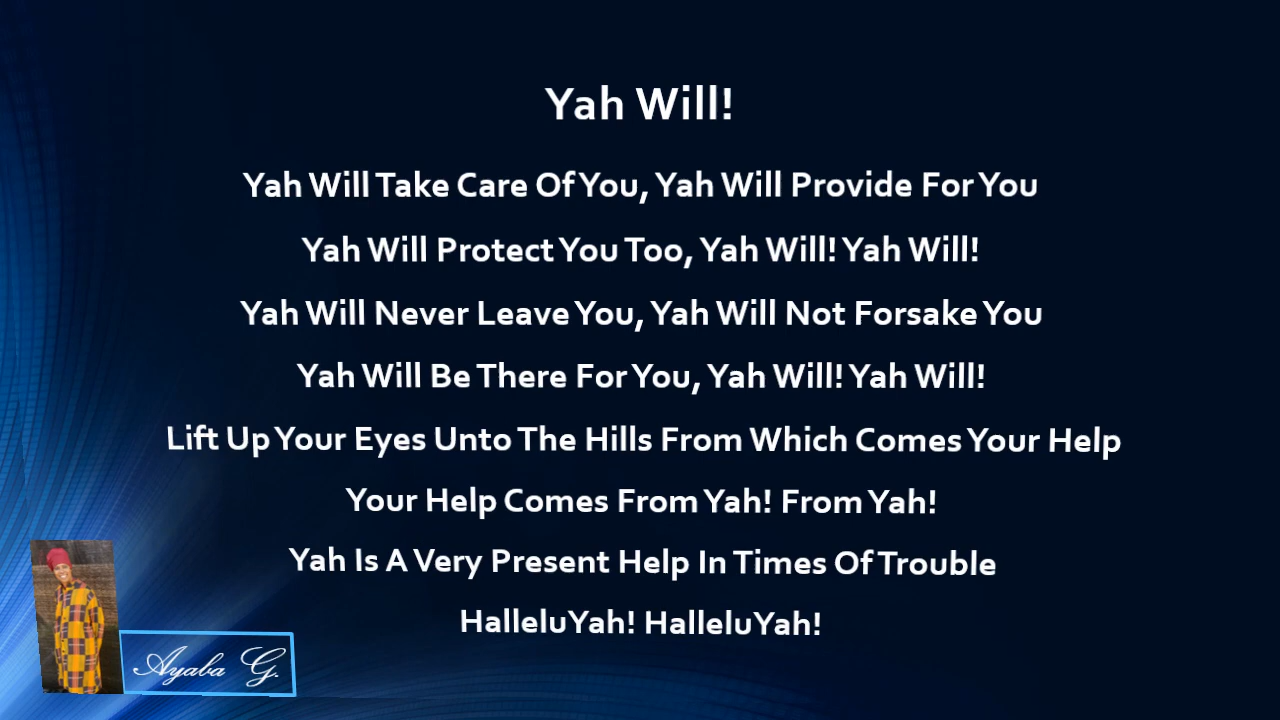 Yah Will!
Yah Will Take Care Of You, Yah Will Provide For You
Yah Will Protect You Too, Yah Will! Yah Will!
Yah Will Never Leave You, Yah Will Not Forsake You
Yah Will Be There For You, Yah Will! Yah Will!
Lift Up Your Eyes Unto The Hills From Which Comes Your Help
Your Help Comes From Yah! From Yah!
Yah Is A Very Present Help In Times Of Trouble
HalleluYah! HalleluYah!
Ayaba G.